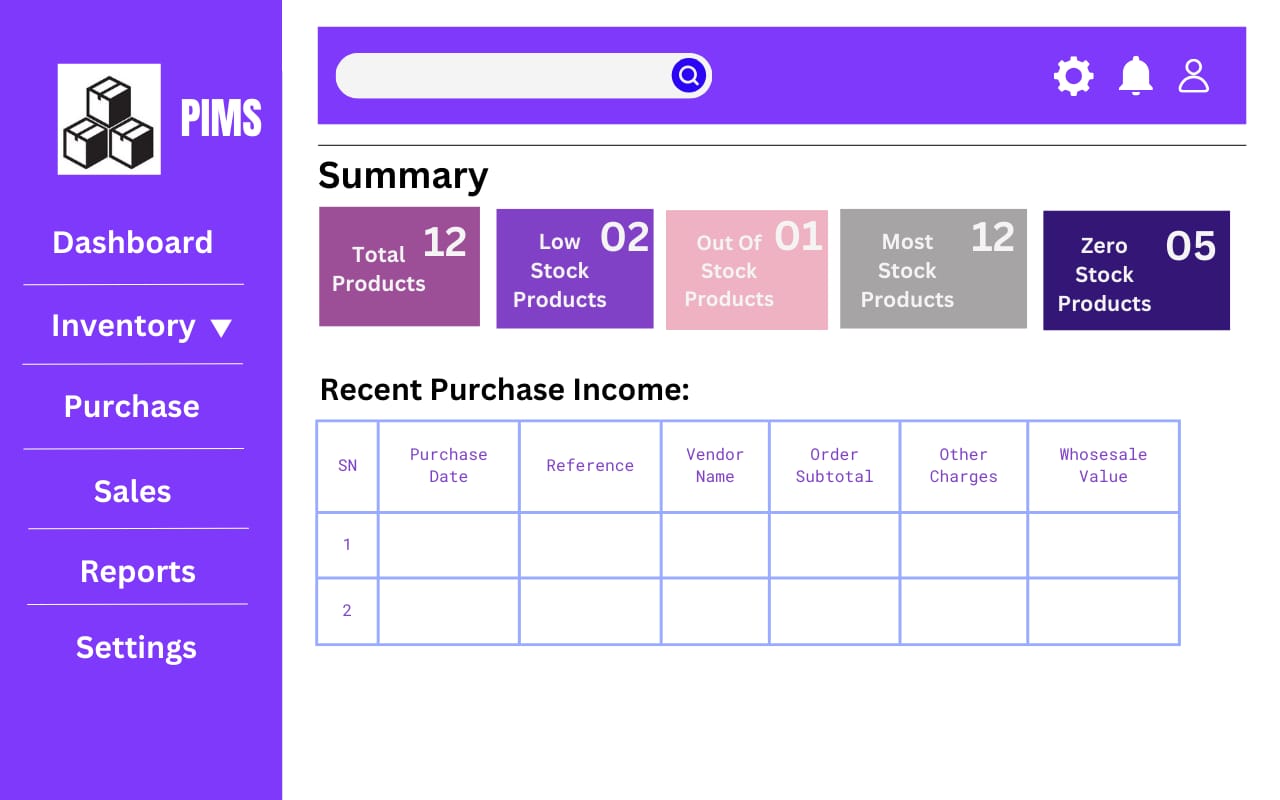 PIMS
Dashboard
Inventory ▼
Purchase
Sales
Reports
Settings
Summary
Total
Products
12
Low
Stock
Products
02
Out Of
Stock
Products
01
Most
Stock
Products
12
Zero
Stock
Products
05
Recent Purchase Income:
SN
Purchase
Date
Reference
Vendor
Name
Order
Subtotal
Other
Charges
Whosesale
Value
1
2